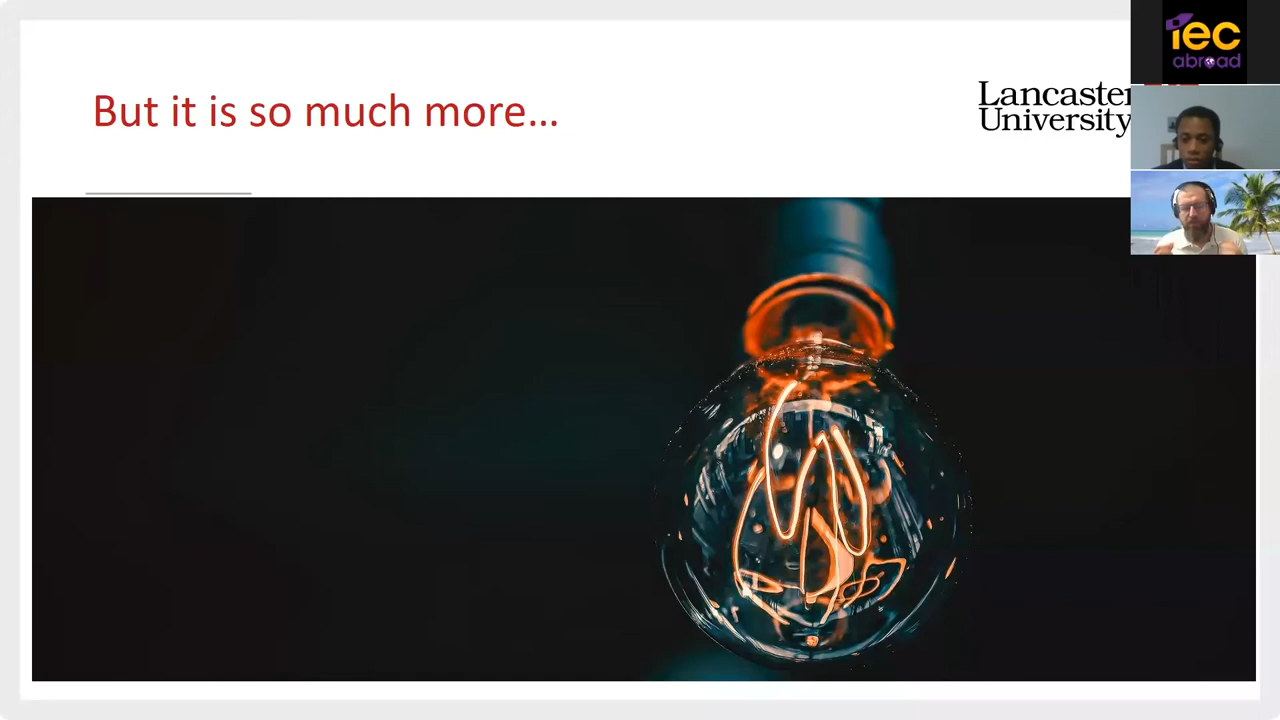 But it is so much more...
Lancaster
University
iec
abroad